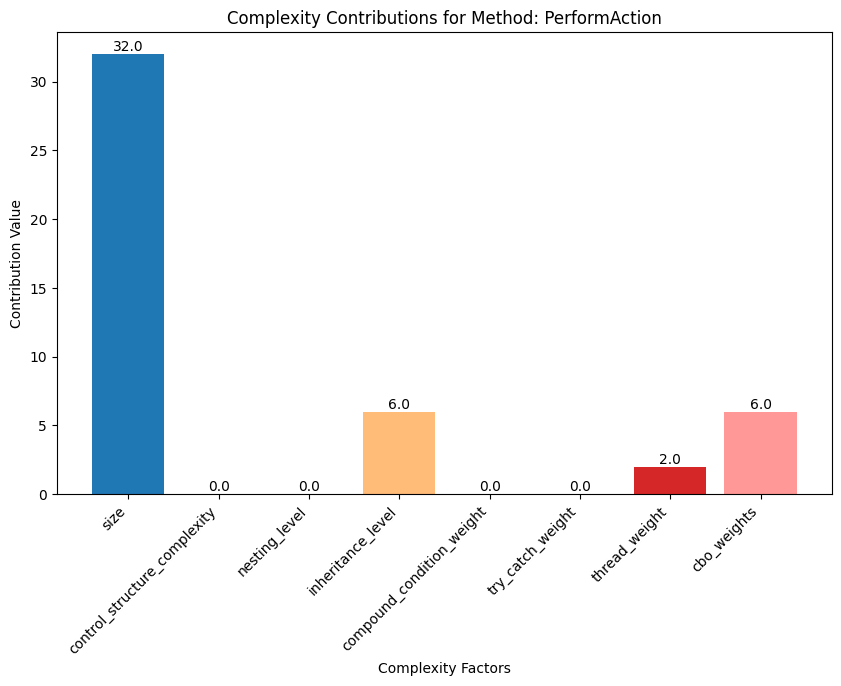 Complexity Contributions for Method: PerformAction
32.0
0.0
0.0
6.0
0.0
0.0
2.0
6.0
30
25
20
15
10
5
0
Contribution Value
size
control_structure_complexity
nesting_level
inheritance_level
compound_condition_weight
try_catch_weight
thread_weight
cbo_weights
Complexity Factors